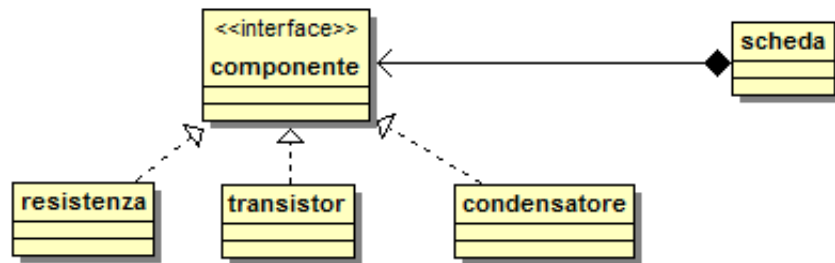 <<interface>>
componente
scheda
resistenza
transistor
condensatore